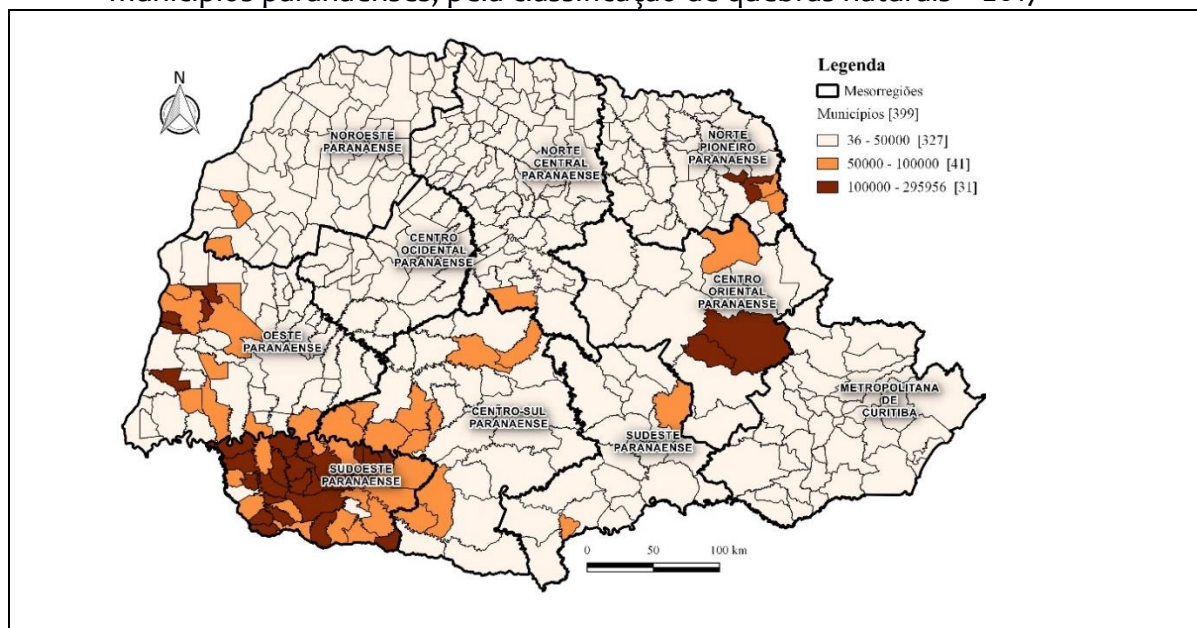 municípios paranaenses, pela classificação de quebras naturais – 2017
N
Legenda
Mesorregiões
Municípios [399]
36 - 50000 [327]
50000 - 100000 [41]
100000 - 295956 [31]
NOROESTE
PARANAENSE
NORTE
CENTRAL
PARANAENSE
NORTE
PIONEIRO
PARANAENSE
CENTRO
OCIDENTAL
PARANAENSE
CENTRO
ORIENTAL
PARANAENSE
OESTE
PARANAENSE
METROPOLITANA
DE
CURITIBA
CENTRO-SUL
PARANAENSE
SUDESTE
PARANAENSE
SUDOESTE
PARANAENSE
0 50 100 km